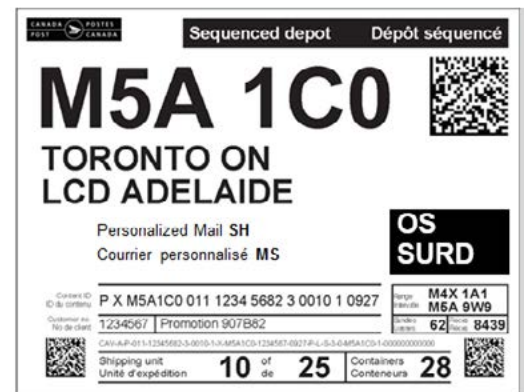 CANADA POSTES
POST CANADA
Sequenced depot Dépôt séquencé
M5A 1C0
TORONTO ON
LCD ADELAIDE
Personalized Mail SH
Courrier personnalisé MS
OS
SURD
Content ID
ID du contenu
P X M5A1C0 011 1234 5682 3 0010 1 0927
Range
Intervalle
M4X 1A1
M5A 9W9
Customer no.
No de client
1234567 Promotion 907B82
62 Pieces
Pièces 8439
Shipping unit
Unité d'expédition
10 of
de 25
Containers
Conteneurs 28